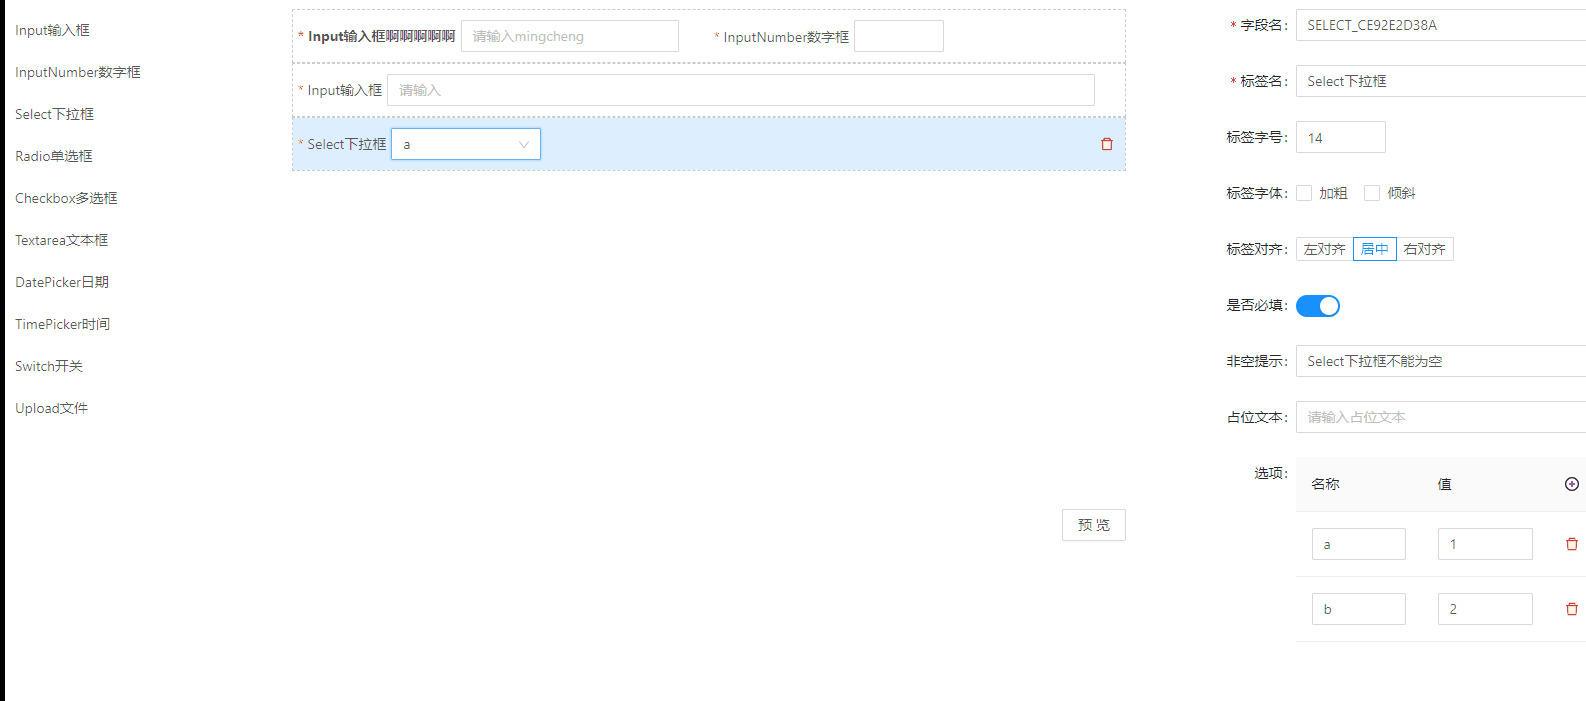 Input输入框
InputNumber数字框
Select下拉框
Radio单选框
Checkbox多选框
Textarea文本框
DatePicker日期
TimePicker时间
Switch开关
Upload文件
* Input输入框啊啊啊啊啊 请输入mingcheng * InputNumber数字框
* Input输入框 请输入
* Select下拉框 a
预 览
* 字段名: SELECT_CE92E2D38A
* 标签名: Select下拉框
标签字号: 14
标签字体: 加粗 倾斜
标签对齐: 左对齐 居中 右对齐
是否必填:
非空提示: Select下拉框不能为空
占位文本: 请输入占位文本
选项:
名称 值
a 1
b 2